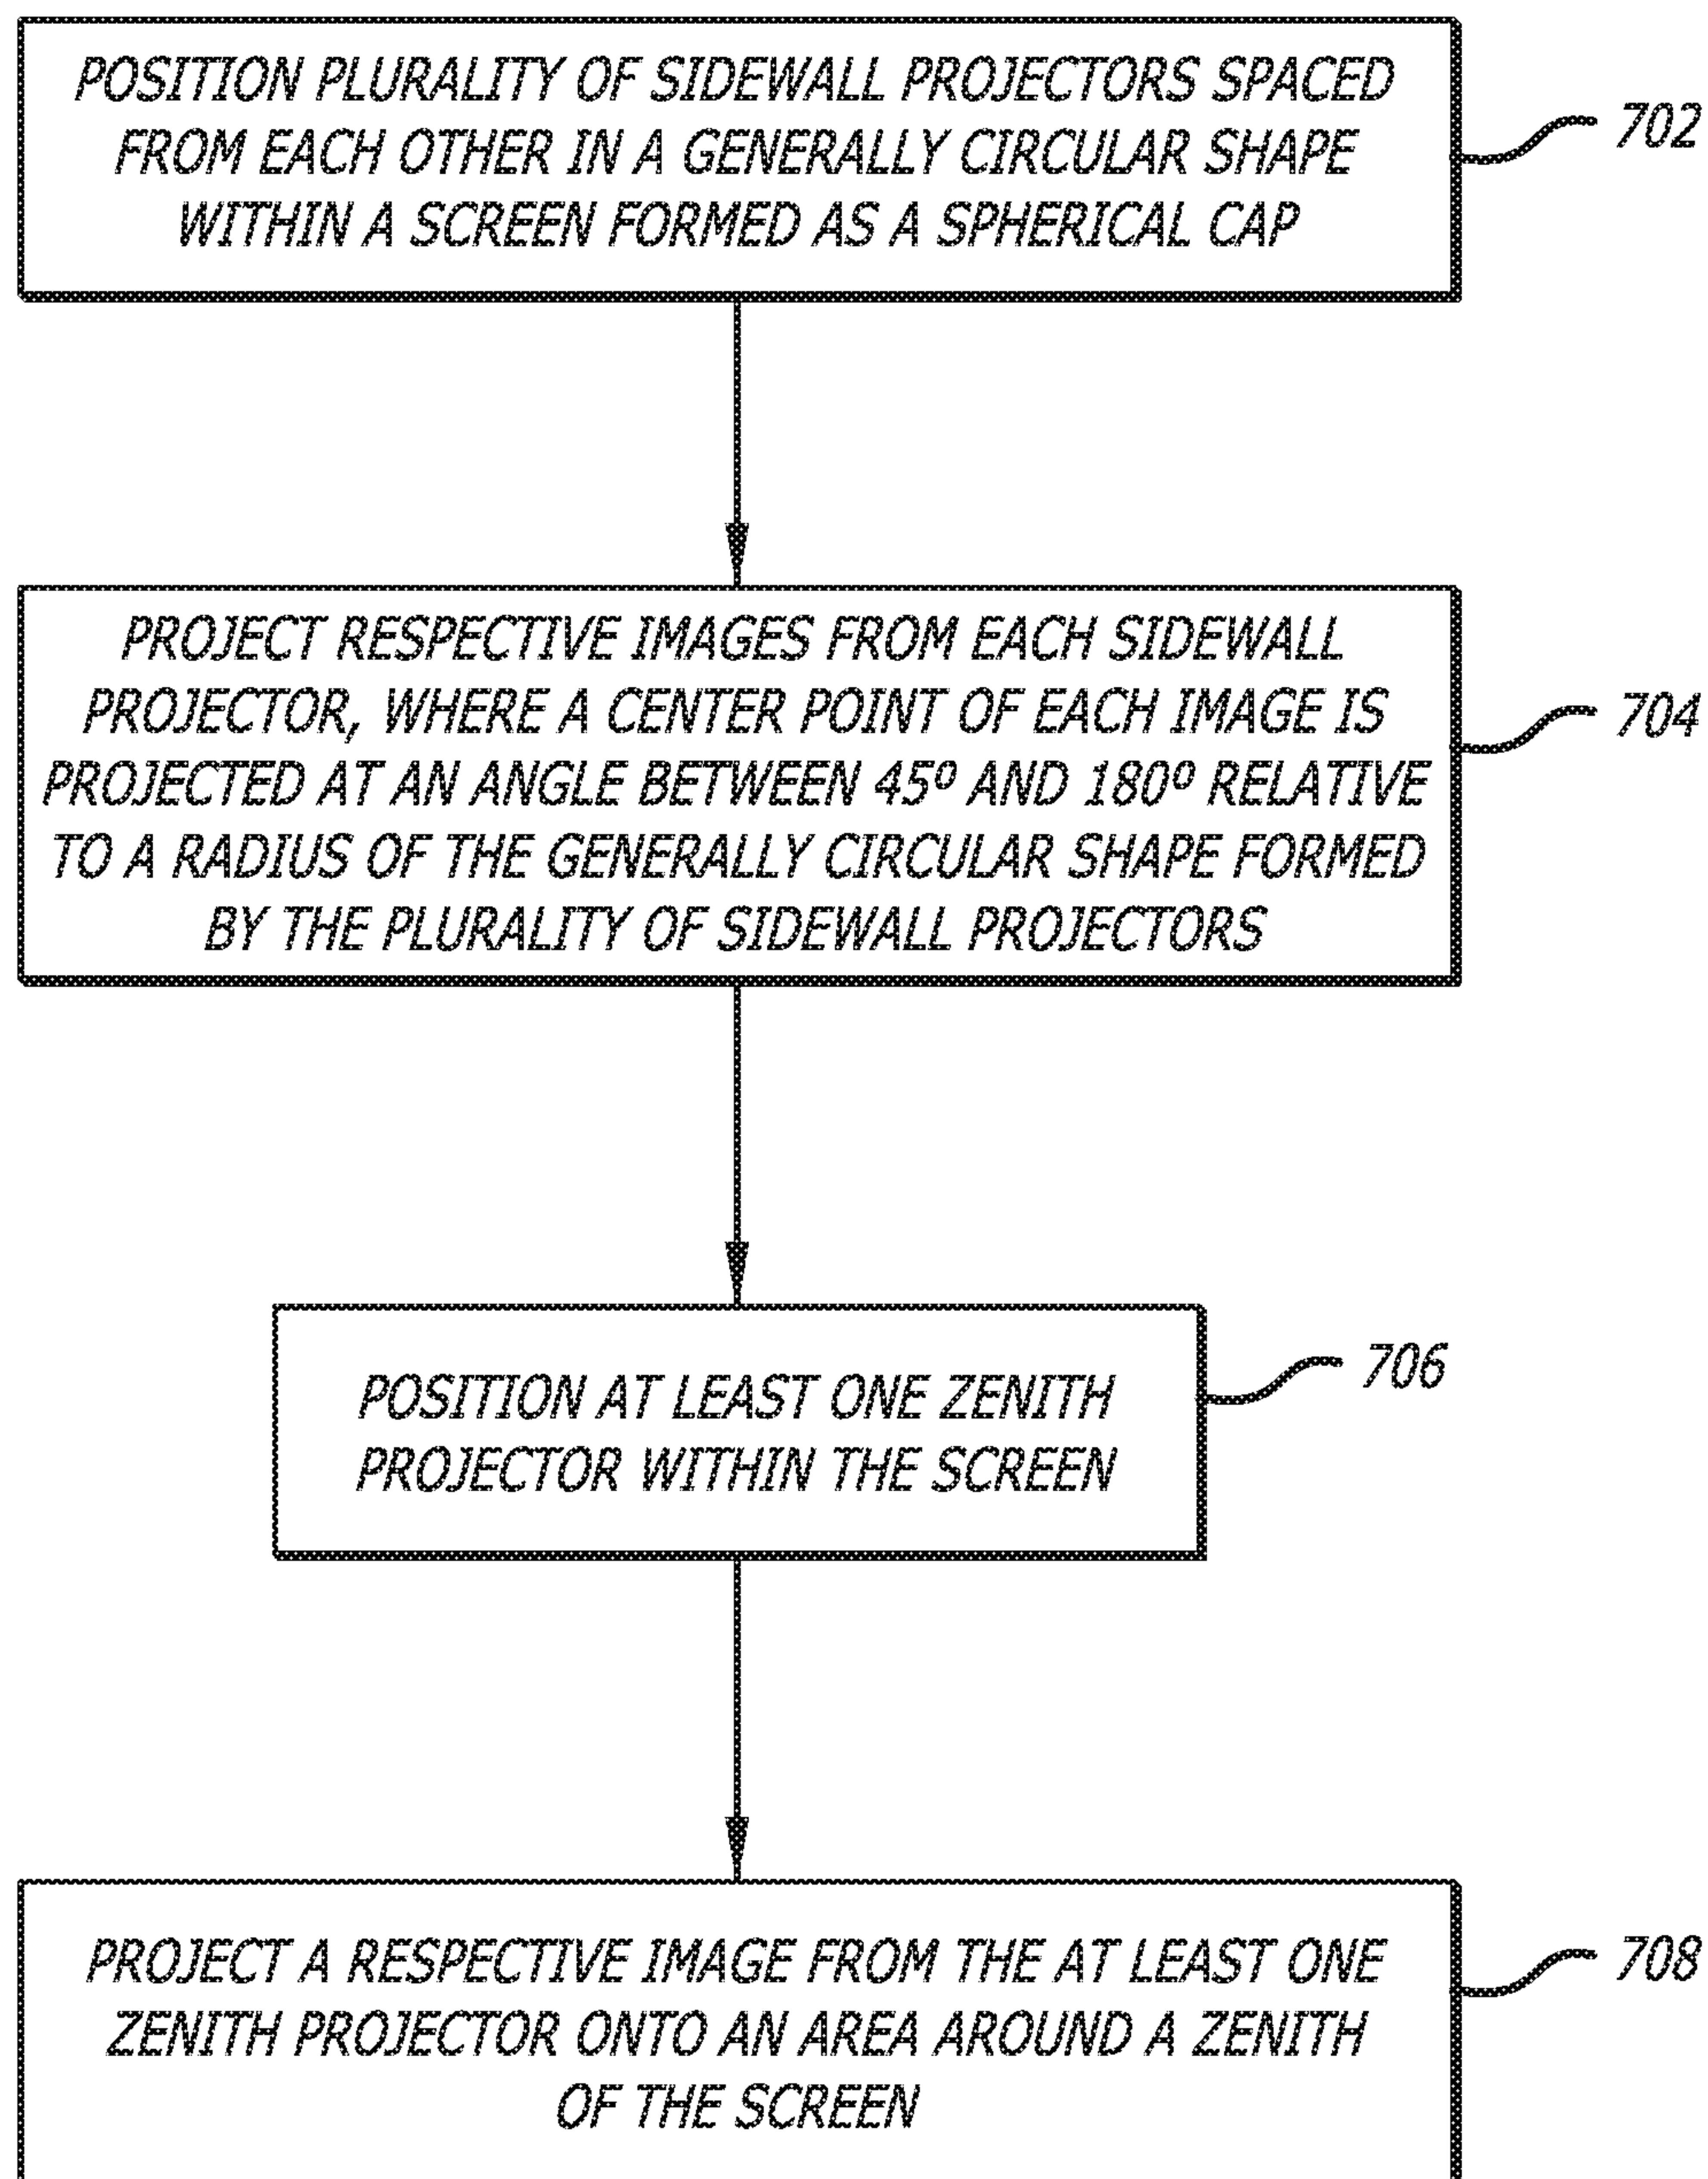 POSITION PLURALITY OF SIDEWALL PROJECTORS SPACED
FROM EACH OTHER IN A GENERALLY CIRCULAR SHAPE
WITHIN A SCREEN FORMED AS A SPHERICAL CAP
702
PROJECT RESPECTIVE IMAGES FROM EACH SIDEWALL
PROJECTOR, WHERE A CENTER POINT OF EACH IMAGE IS
PROJECTED AT AN ANGLE BETWEEN 45º AND 180º RELATIVE
TO A RADIUS OF THE GENERALLY CIRCULAR SHAPE FORMED
BY THE PLURALITY OF SIDEWALL PROJECTORS
704
POSITION AT LEAST ONE ZENITH
PROJECTOR WITHIN THE SCREEN
706
PROJECT A RESPECTIVE IMAGE FROM THE AT LEAST ONE
ZENITH PROJECTOR ONTO AN AREA AROUND A ZENITH
OF THE SCREEN
708